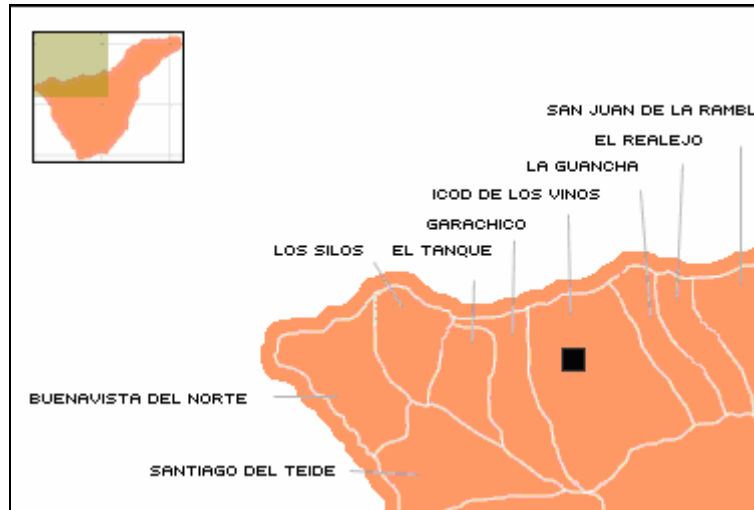 SAN JUAN DE LA RAMBL
EL REALEJO
LA GUANCHA
ICOD DE LOS VINOS
GARACHICO
LOS SILOS
EL TANQUE
BUENAVISTA DEL NORTE
SANTIAGO DEL TEIDE